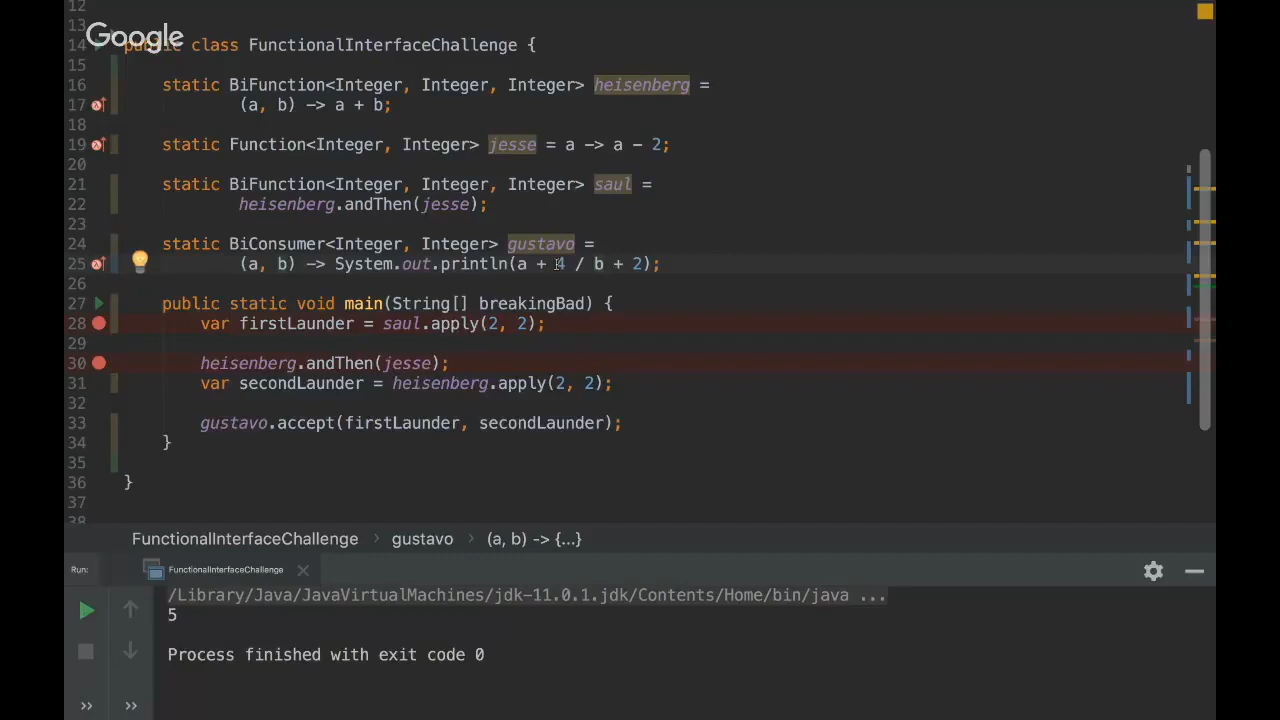 12
13
Google
14 public class FunctionalInterfaceChallenge {
15
16 static BiFunction<Integer, Integer, Integer> heisenberg =
17 (a, b) -> a + b;
18
19 static Function<Integer, Integer> jesse = a -> a - 2;
20
21 static BiFunction<Integer, Integer, Integer> saul =
22 heisenberg.andThen(jesse);
23
24 static BiConsumer<Integer, Integer> gustavo =
25 (a, b) -> System.out.println(a + 4 / b + 2);
26
27 public static void main(String[] breakingBad) {
28 var firstLaunder = saul.apply(2, 2);
30 heisenberg.andThen(jesse);
31 var secondLaunder = heisenberg.apply(2, 2);
32
33 gustavo.accept(firstLaunder, secondLaunder);
34 }
35
36 }
37
38
FunctionalInterfaceChallenge > gustavo > (a, b) -> {...}
Run: FunctionalInterfaceChallenge
/Library/Java/JavaVirtualMachines/jdk-11.0.1.jdk/Contents/Home/bin/java ...
5
Process finished with exit code 0